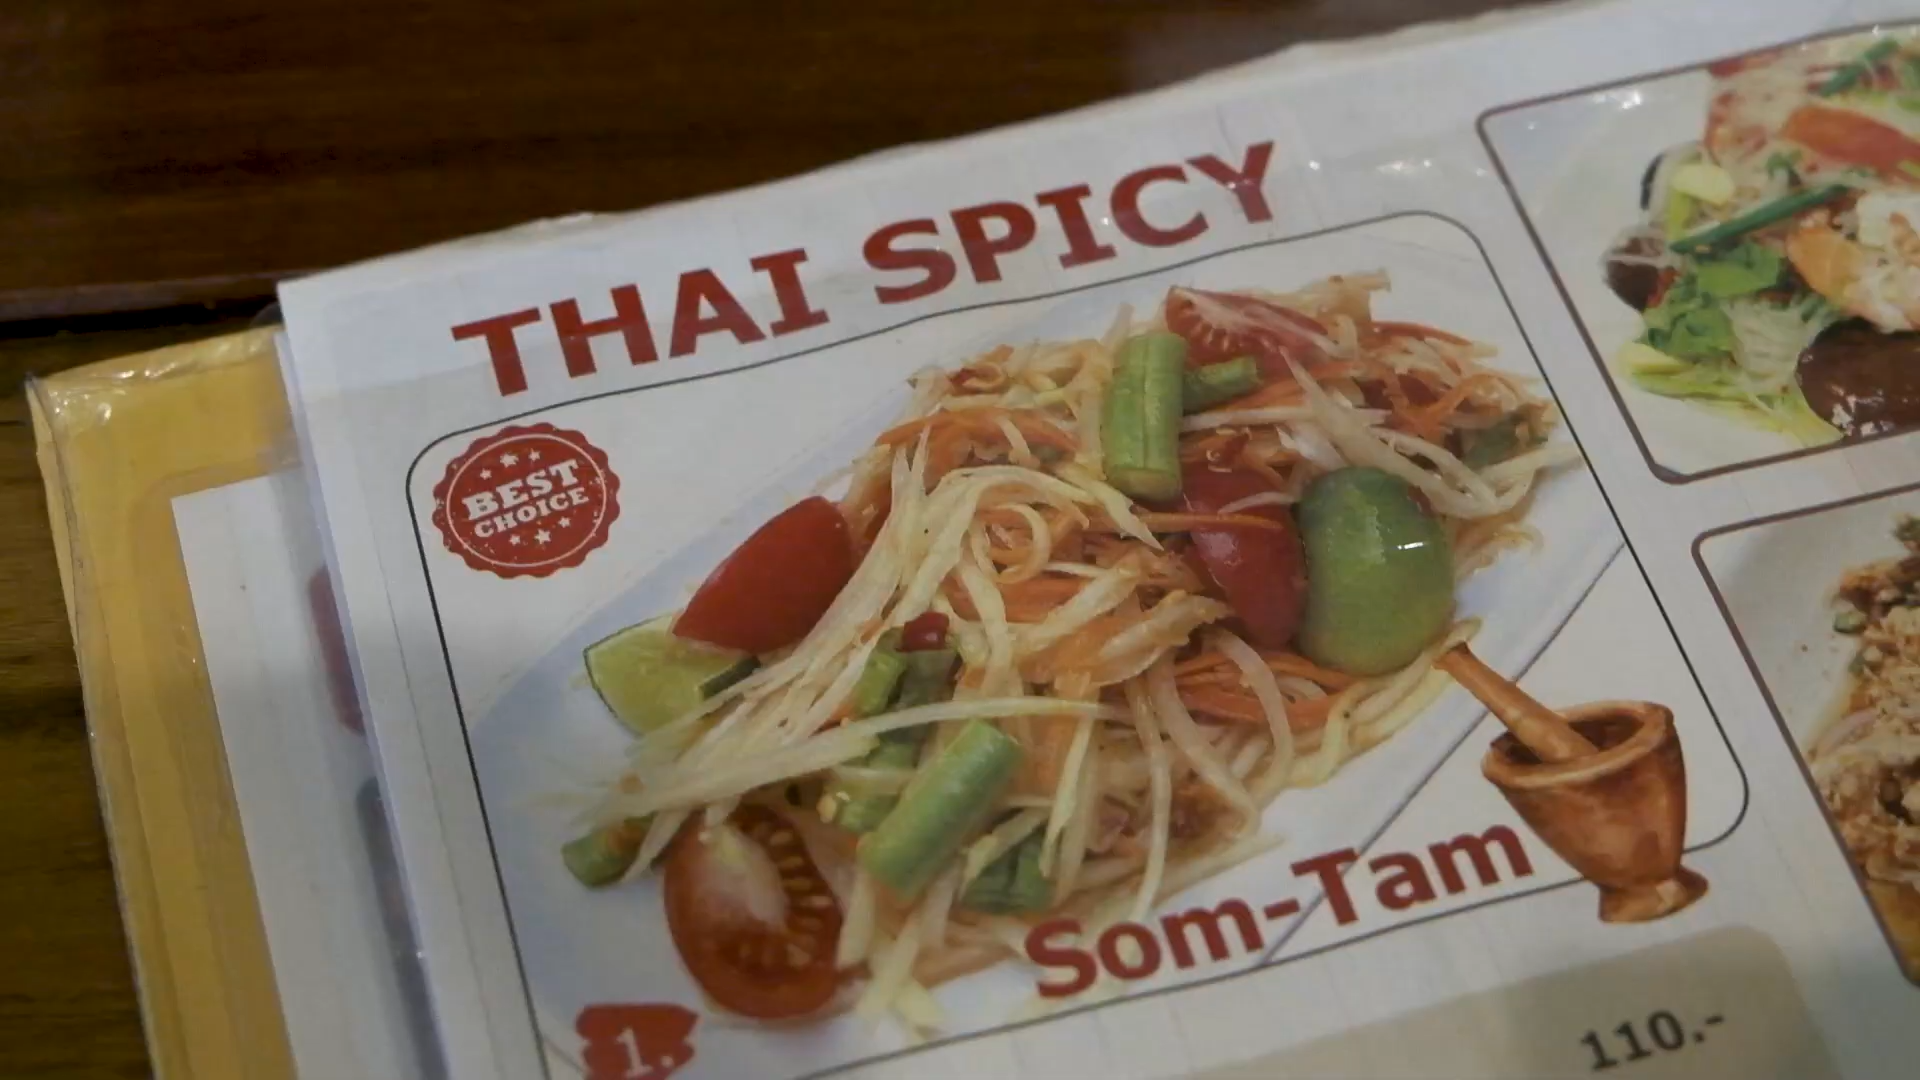 THAI SPICY
BEST
CHOICE
Som-Tam
1.
110.-